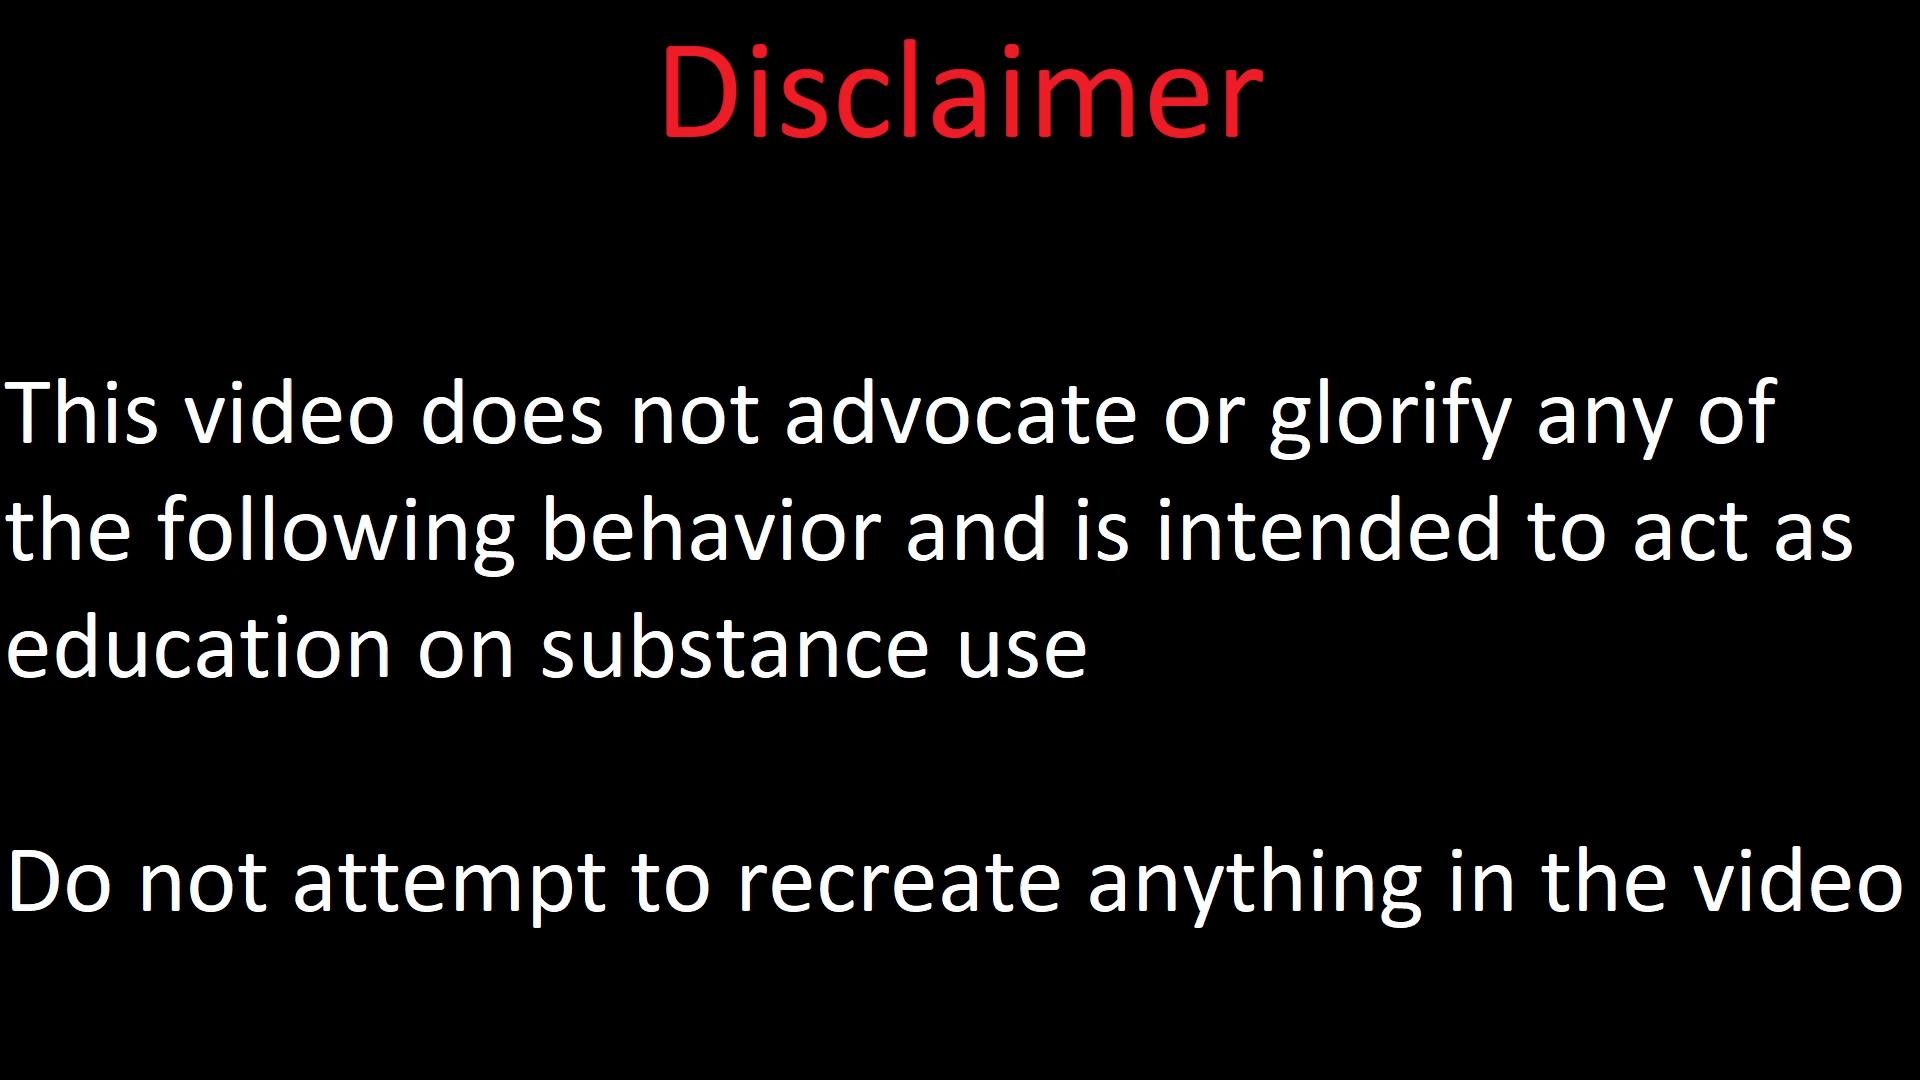 Disclaimer
This video does not advocate or glorify any of
the following behavior and is intended to act as
education on substance use
Do not attempt to recreate anything in the video